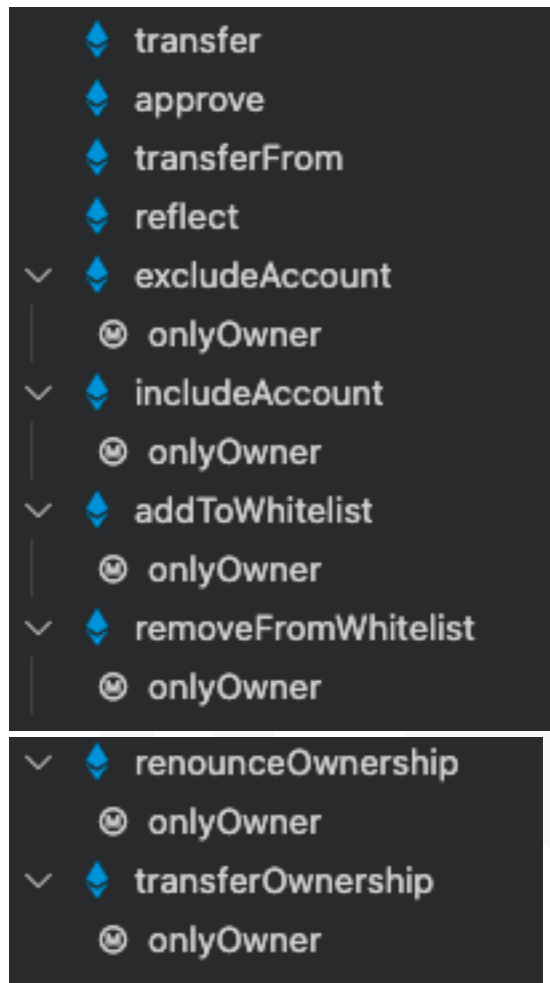 transfer
approve
transferFrom
reflect
excludeAccount
onlyOwner
includeAccount
onlyOwner
addToWhitelist
onlyOwner
removeFromWhitelist
onlyOwner
renounceOwnership
onlyOwner
transferOwnership
onlyOwner